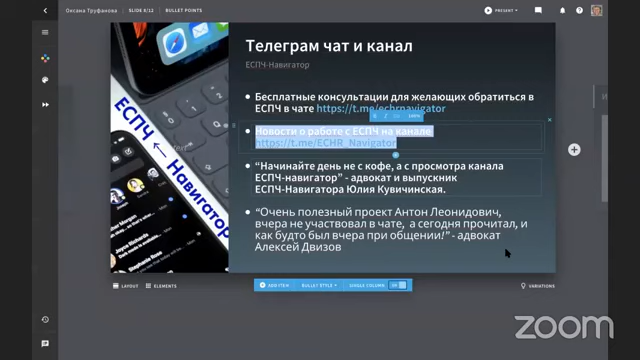 Оксана Труфанова
SLIDE 8/12
BULLET POINTS
PRESENT
Телеграм чат и канал
ЕСПЧ-Навигатор
Бесплатные консультации для желающих обратиться в
ЕСПЧ в чате https://t.me/echrnavigator
Новости о работе с ЕСПЧ на канале
https://t.me/ECHR_Navigator
“Начинайте день не с кофе, а с просмотра канала
ЕСПЧ-навигатор” - адвокат и выпускник
ЕСПЧ-Навигатора Юлия Кувичинская.
“Очень полезный проект Антон Леонидович,
вчера не участвовал в чате, а сегодня прочитал, и
как будто был вчера при общении!” - адвокат
Алексей Двизов
ЕСПЧ
Навигатор
Joyce Richards
Stephanie Rose
LAYOUT
ELEMENTS
ADD ITEM
BULLET STYLE
SINGLE COLUMN
VARIATIONS
zoom